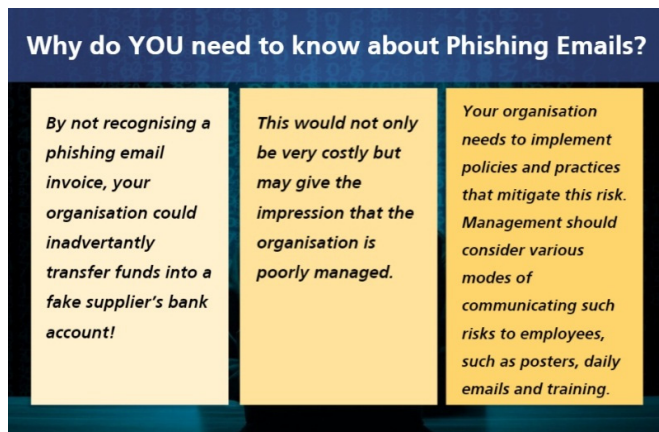 Why do YOU need to know about Phishing Emails?
By not recognising a
phishing email
invoice, your
organisation could
inadvertantly
transfer funds into a
fake supplier's bank
account!
This would not only
be very costly but
may give the
impression that the
organisation is
poorly managed.
Your organisation
needs to implement
policies and practices
that mitigate this risk.
Management should
consider various
modes of
communicating such
risks to employees,
such as posters, daily
emails and training.